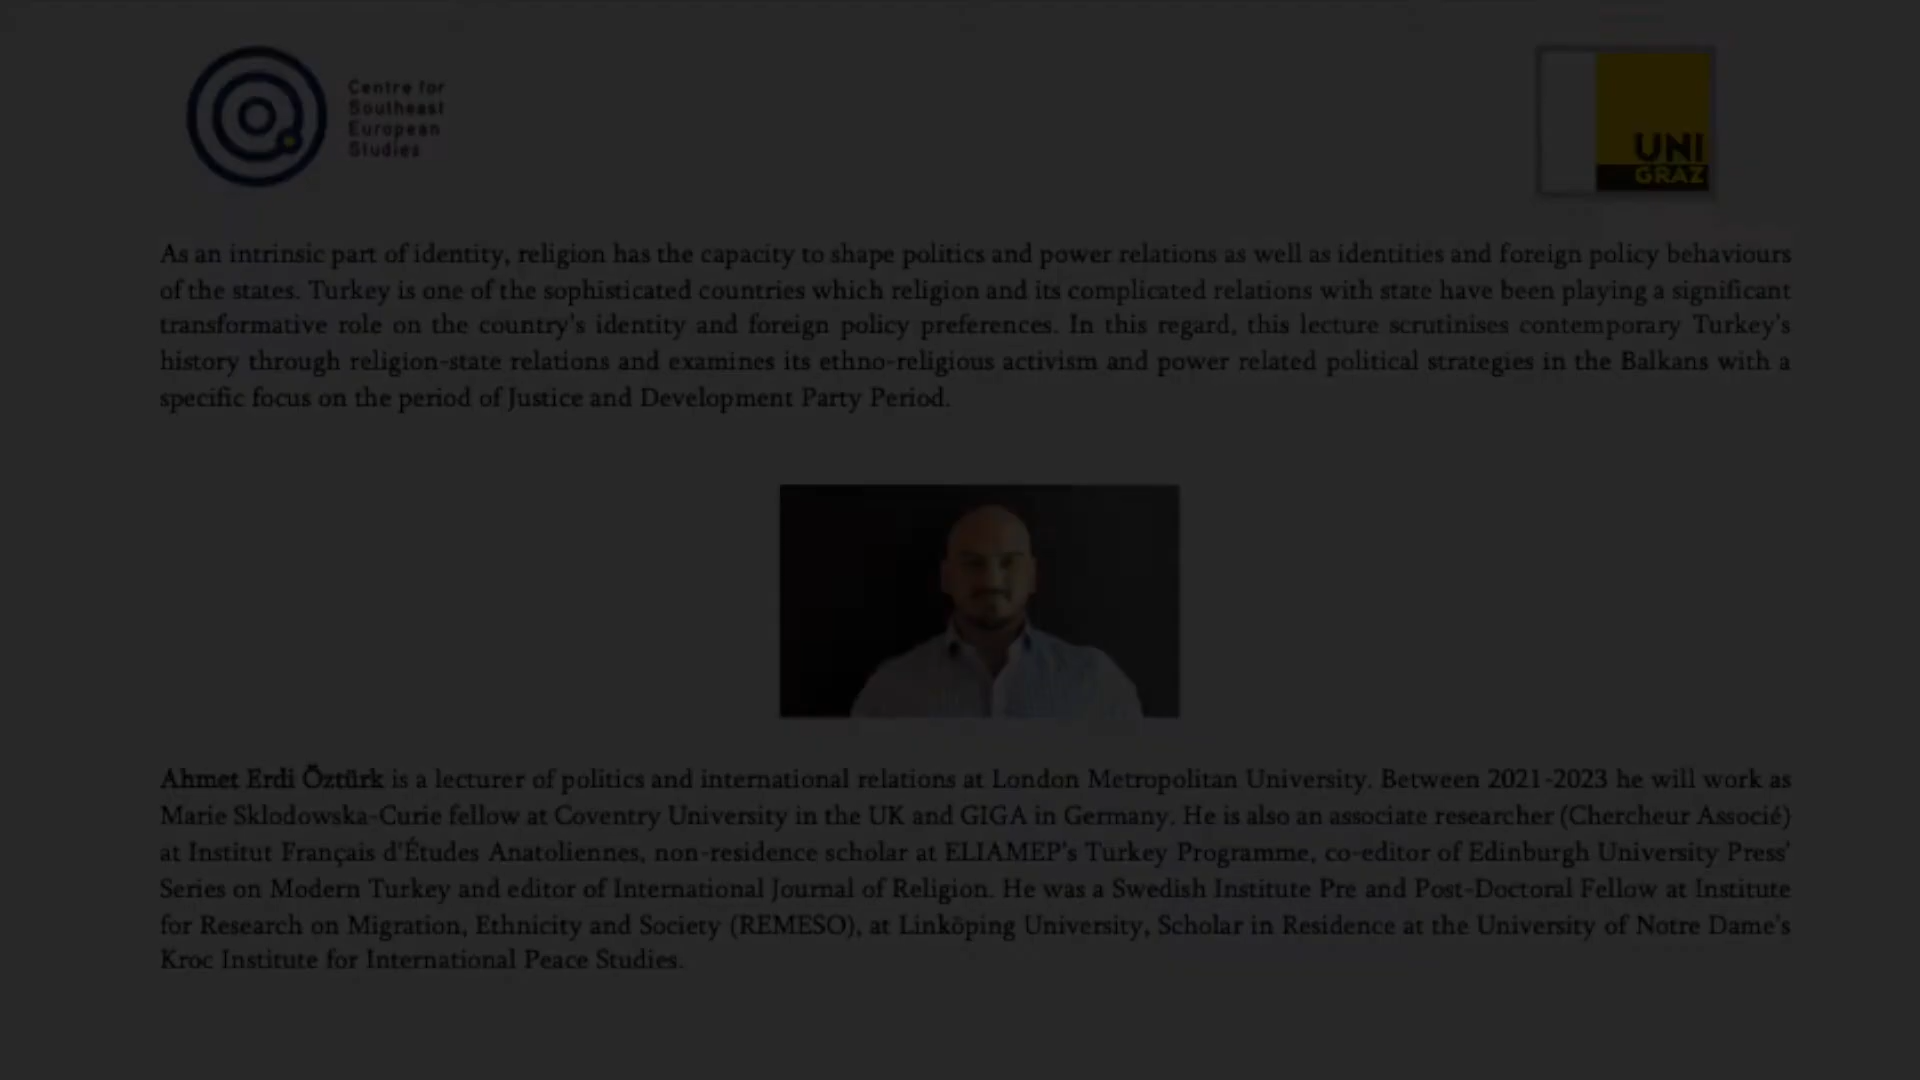 Centre for
Southeast
European
Studies
UNI
GRAZ
As an intrinsic part of identity, religion has the capacity to shape politics and power relations as well as identities and foreign policy behaviours
of the states. Turkey is one of the sophisticated countries which religion and its complicated relations with state have been playing a significant
transformative role on the country's identity and foreign policy preferences. In this regard, this lecture scrutinises contemporary Turkey's
history through religion-state relations and examines its ethno-religious activism and power related political strategies in the Balkans with a
specific focus on the period of Justice and Development Party Period.
Ahmet Erdi Öztürk is a lecturer of politics and international relations at London Metropolitan University. Between 2021-2023 he will work as
Marie Sklodowska-Curie fellow at Coventry University in the UK and GIGA in Germany. He is also an associate researcher (Chercheur Associé)
at Institut Français d'Études Anatoliennes, non-residence scholar at ELIAMEP's Turkey Programme, co-editor of Edinburgh University Press'
Series on Modern Turkey and editor of International Journal of Religion. He was a Swedish Institute Pre and Post-Doctoral Fellow at Institute
for Research on Migration, Ethnicity and Society (REMESO), at Linköping University, Scholar in Residence at the University of Notre Dame's
Kroc Institute for International Peace Studies.